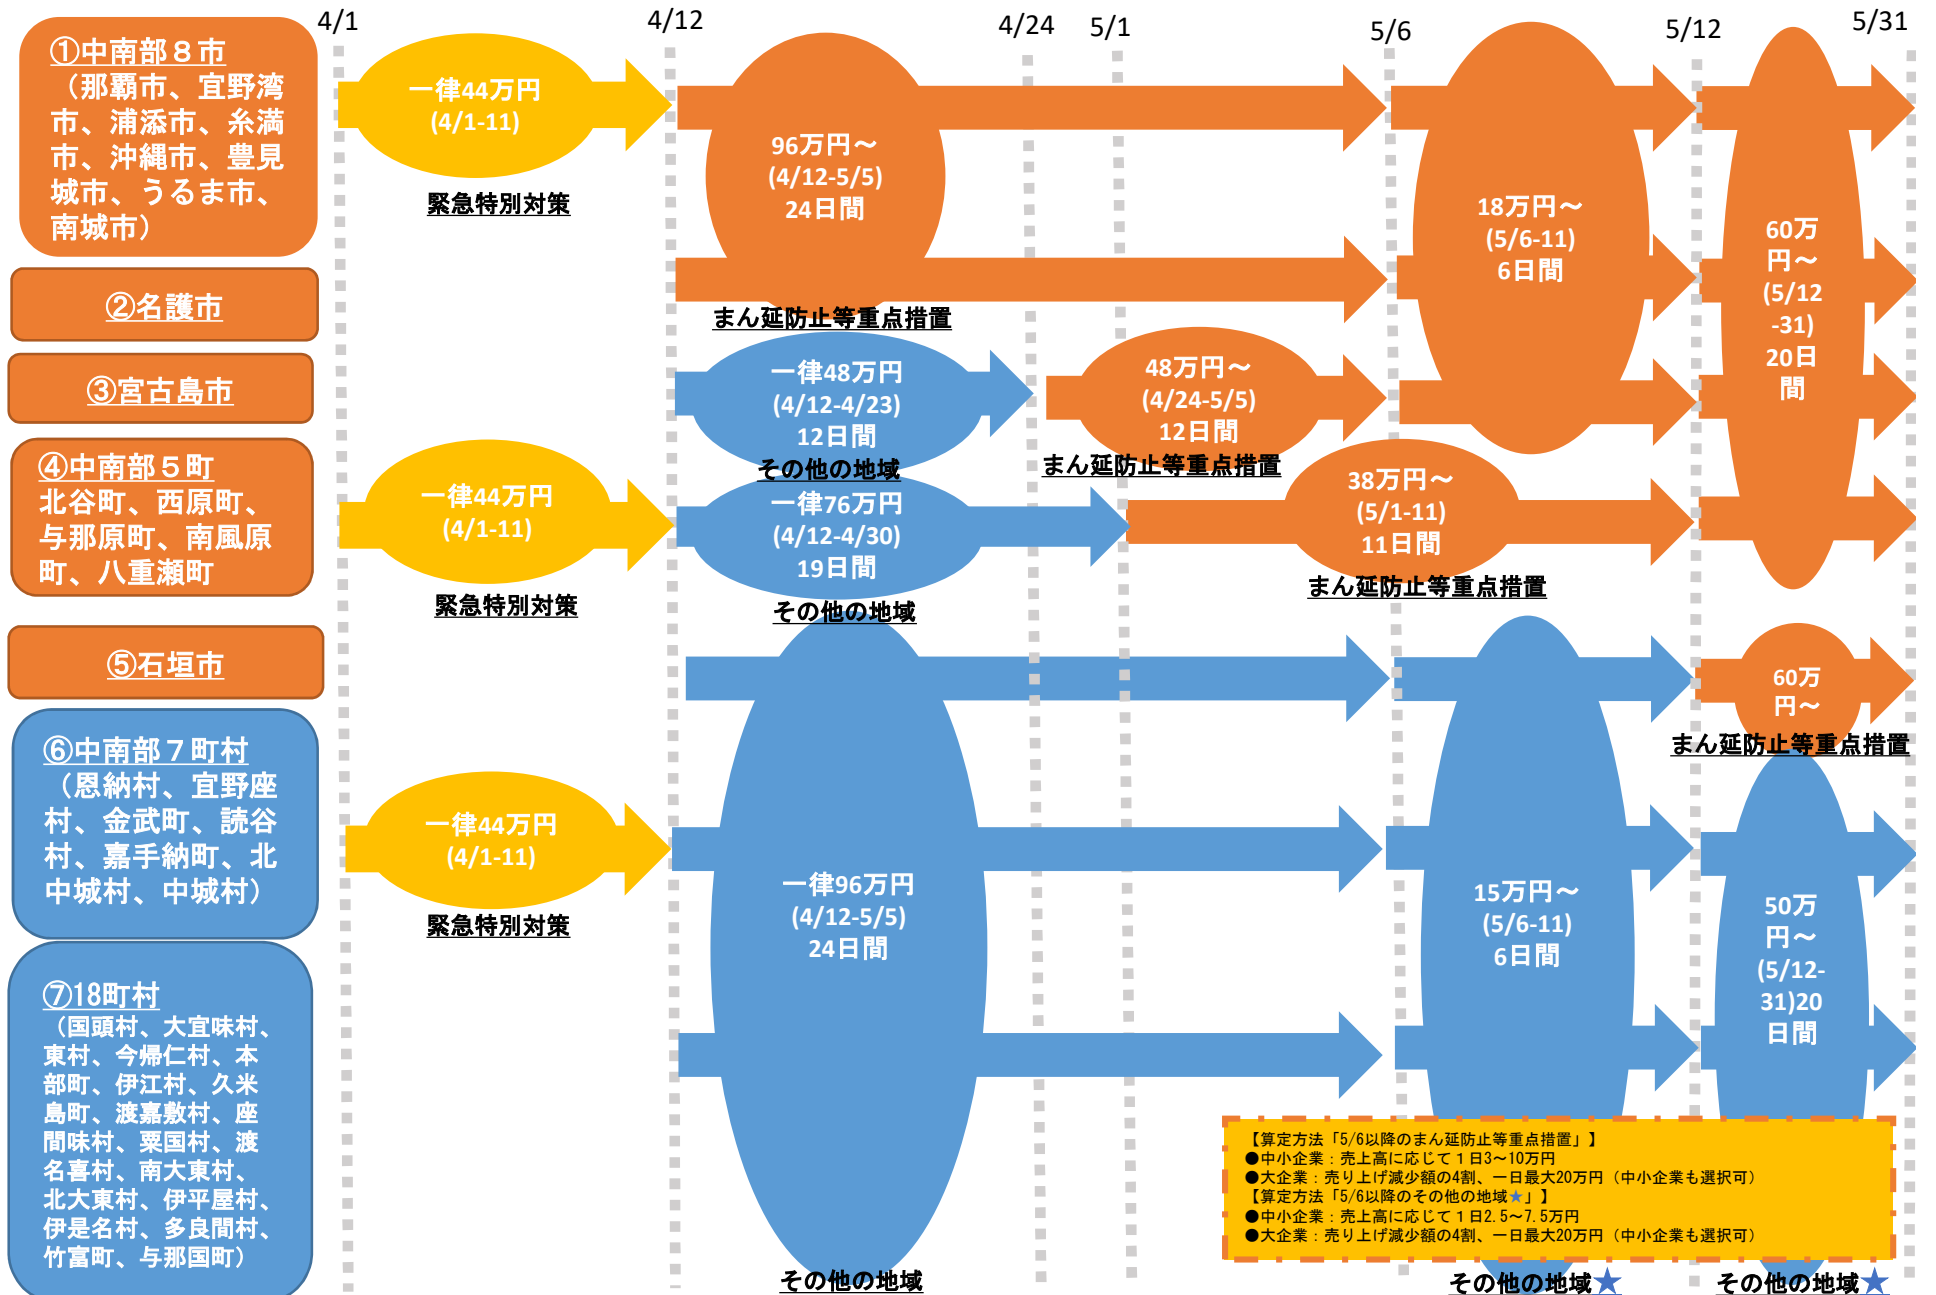 4/1
4/12
4/24
5/1
5/6
5/12
5/31
①中南部８市
（那覇市、宜野湾
市、浦添市、糸満
市、沖縄市、豊見
城市、うるま市、
南城市）
一律44万円
(4/1-11)
緊急特別対策
96万円～
(4/12-5/5)
24日間
まん延防止等重点措置
18万円～
(5/6-11)
6日間
60万
円～
(5/12
-31)
20日
間
②名護市
③宮古島市
一律48万円
(4/12-4/23)
12日間
その他の地域
48万円～
(4/24-5/5)
12日間
まん延防止等重点措置
④中南部５町
北谷町、西原町、
与那原町、南風原
町、八重瀬町
一律44万円
(4/1-11)
緊急特別対策
一律76万円
(4/12-4/30)
19日間
その他の地域
38万円～
(5/1-11)
11日間
まん延防止等重点措置
⑤石垣市
60万
円～
まん延防止等重点措置
⑥中南部７町村
（恩納村、宜野座
村、金武町、読谷
村、嘉手納町、北
中城村、中城村）
一律44万円
(4/1-11)
緊急特別対策
一律96万円
(4/12-5/5)
24日間
その他の地域
15万円～
(5/6-11)
6日間
その他の地域★
50万
円～
(5/12-
31)20
日間
その他の地域★
⑦18町村
（国頭村、大宜味村、
東村、今帰仁村、本
部町、伊江村、久米
島町、渡嘉敷村、座
間味村、粟国村、渡
名喜村、南大東村、
北大東村、伊平屋村、
伊是名村、多良間村、
竹富町、与那国町）
【算定方法「5/6以降のまん延防止等重点措置」】
●中小企業：売上高に応じて１日3～10万円
●大企業：売り上げ減少額の4割、一日最大20万円（中小企業も選択可）
【算定方法「5/6以降のその他の地域★」】
●中小企業：売上高に応じて１日2.5～7.5万円
●大企業：売り上げ減少額の4割、一日最大20万円（中小企業も選択可）